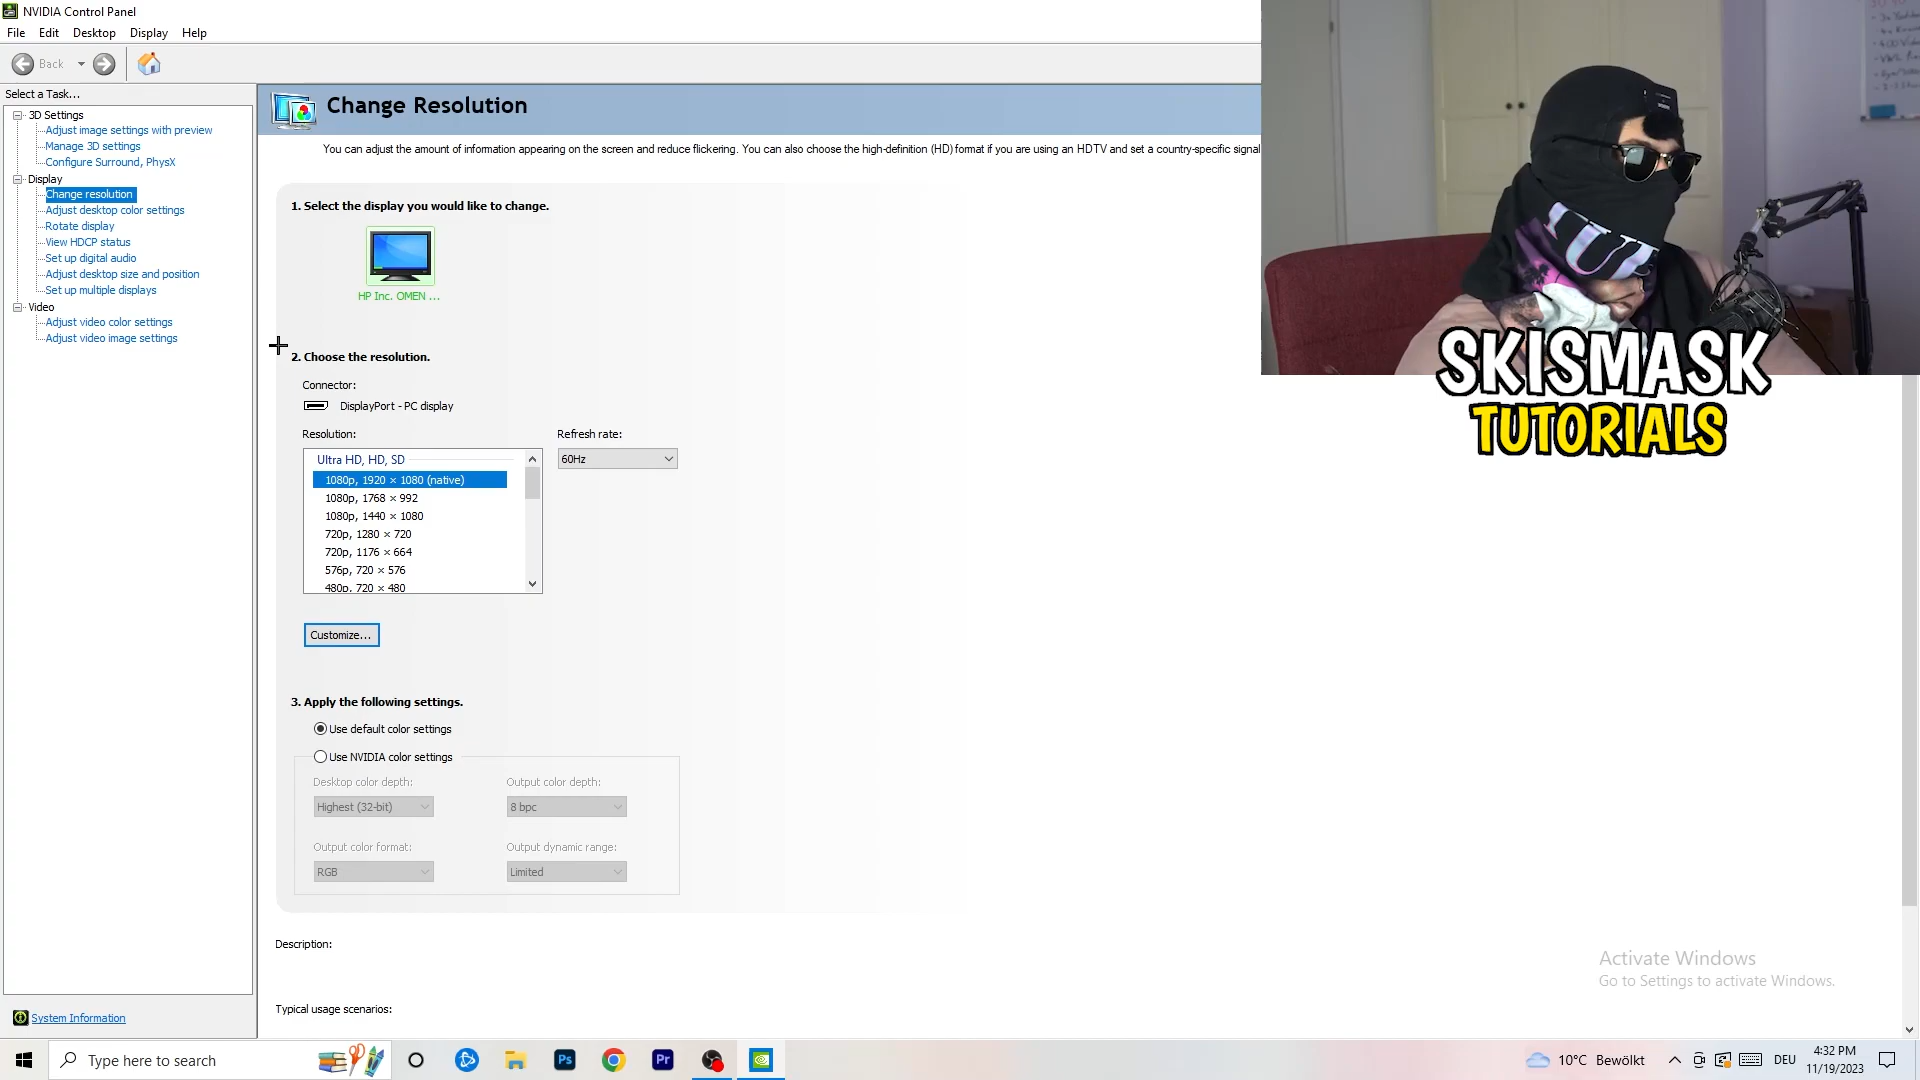 NVIDIA Control Panel
File Edit Desktop Display Help
Back
Select a Task...
3D Settings
Adjust image settings with preview
Manage 3D settings
Configure Surround, PhysX
Display
Change resolution
Adjust desktop color settings
Rotate display
View HDCP status
Set up digital audio
Adjust desktop size and position
Set up multiple displays
Video
Adjust video color settings
Adjust video image settings
System Information
Change Resolution
You can adjust the amount of information appearing on the screen and reduce flickering. You can also choose the high-definition (HD) format if you are using an HDTV and set a country-specific signal
1. Select the display you would like to change.
HP Inc. OMEN ...
2. Choose the resolution.
Connector:
DisplayPort - PC display
Resolution:
Refresh rate:
Ultra HD, HD, SD
60Hz
1080p, 1920 × 1080 (native)
1080p, 1768 × 992
1080p, 1440 × 1080
720p, 1280 × 720
720p, 1176 × 664
576p, 720 × 576
480p, 720 × 480
Customize...
3. Apply the following settings.
Use default color settings
Use NVIDIA color settings
Desktop color depth:
Output color depth:
Highest (32-bit)
8 bpc
Output color format:
Output dynamic range:
RGB
Limited
Description:
Typical usage scenarios:
SKISMASK
TUTORIALS
Activate Windows
Go to Settings to activate Windows.
Type here to search
Ps
Pr
10°C Bewölkt
DEU
4:32 PM
11/19/2023